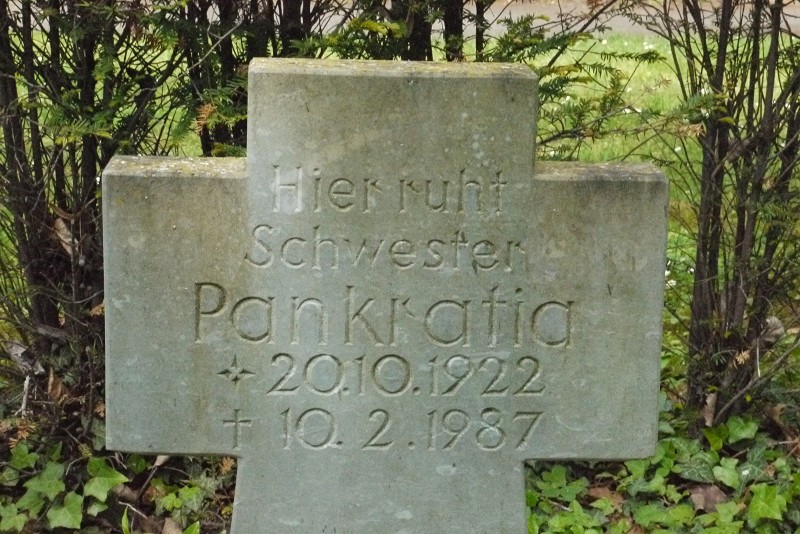 Hier ruht
Schwester
Pankratia
✧ 20.10.1922
† 10.2.1987